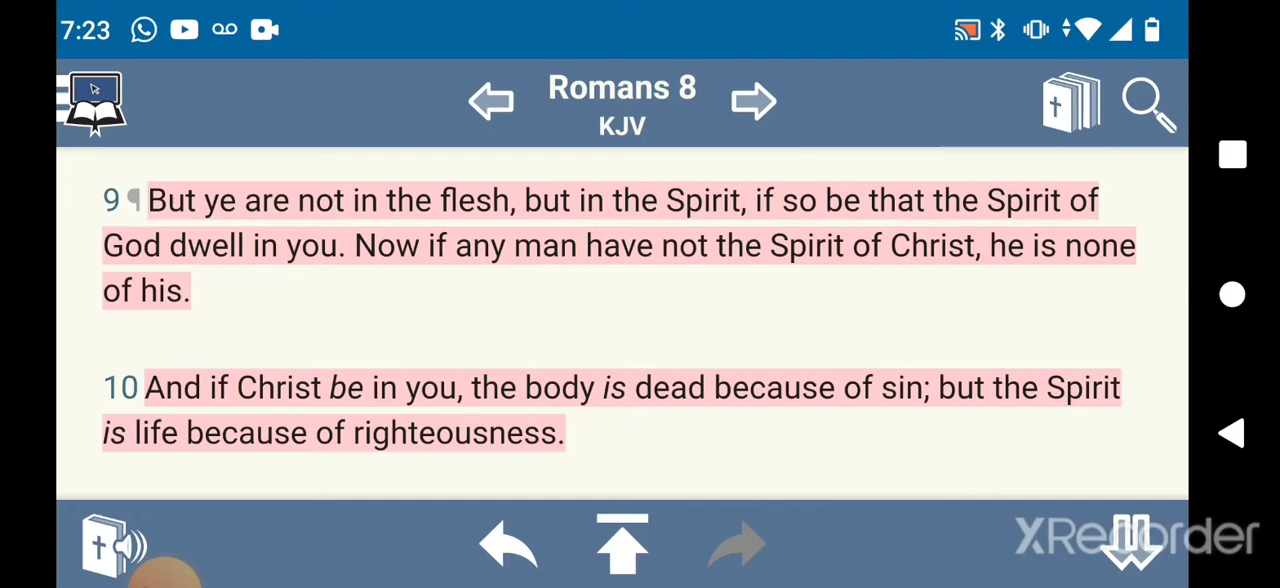 7:23
Romans 8
KJV
9 ¶ But ye are not in the flesh, but in the Spirit, if so be that the Spirit of
God dwell in you. Now if any man have not the Spirit of Christ, he is none
of his.
10 And if Christ be in you, the body is dead because of sin; but the Spirit
is life because of righteousness.
XRecorder